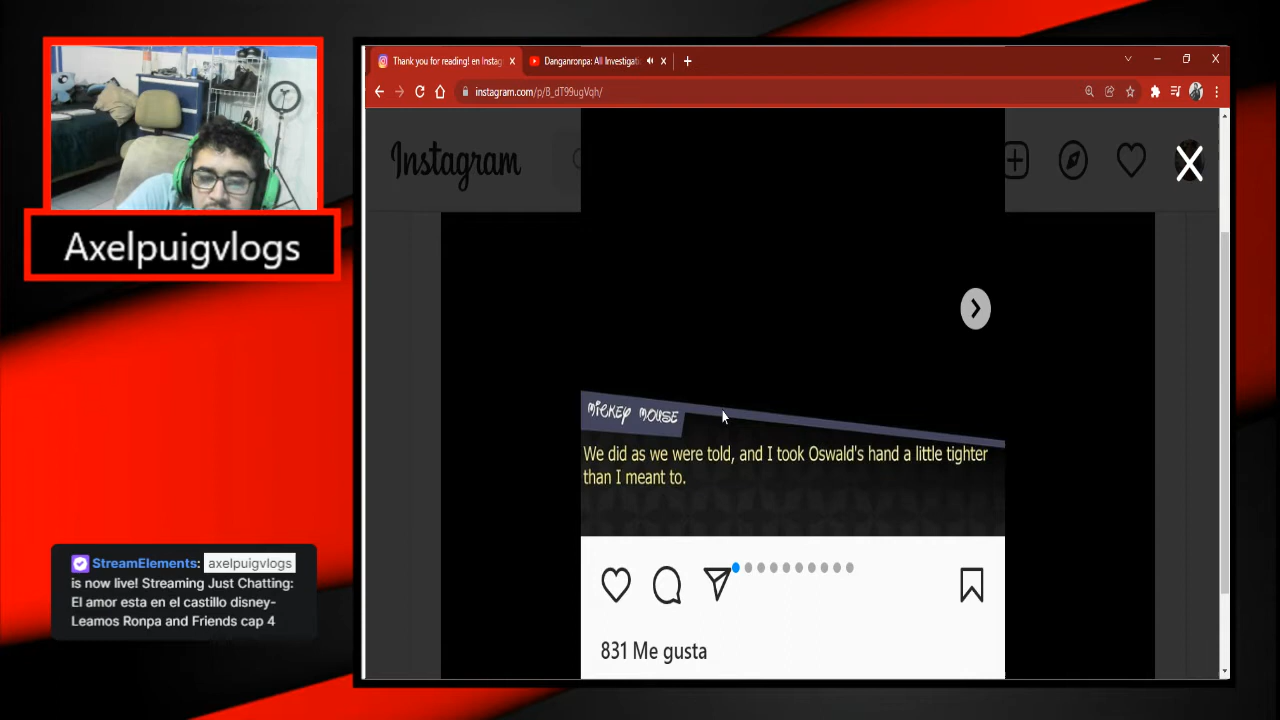 Thank you for reading! en Instag
Danganronpa: All Investigati
instagram.com/p/B_dT99ugVqh/
Instagram
X
Axelpuigvlogs
MICKEY MOUSE
We did as we were told, and I took Oswald's hand a little tighter
than I meant to.
StreamElements: axelpuigvlogs
is now live! Streaming Just Chatting:
El amor esta en el castillo disney-
Leamos Ronpa and Friends cap 4
831 Me gusta